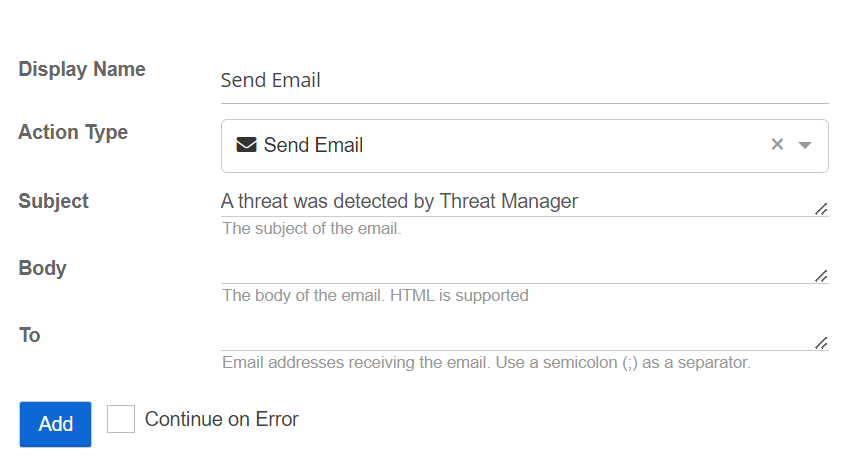 Display Name
Send Email
Action Type
Send Email
Subject
A threat was detected by Threat Manager
The subject of the email.
Body
The body of the email. HTML is supported
To
Email addresses receiving the email. Use a semicolon (;) as a separator.
Add
Continue on Error